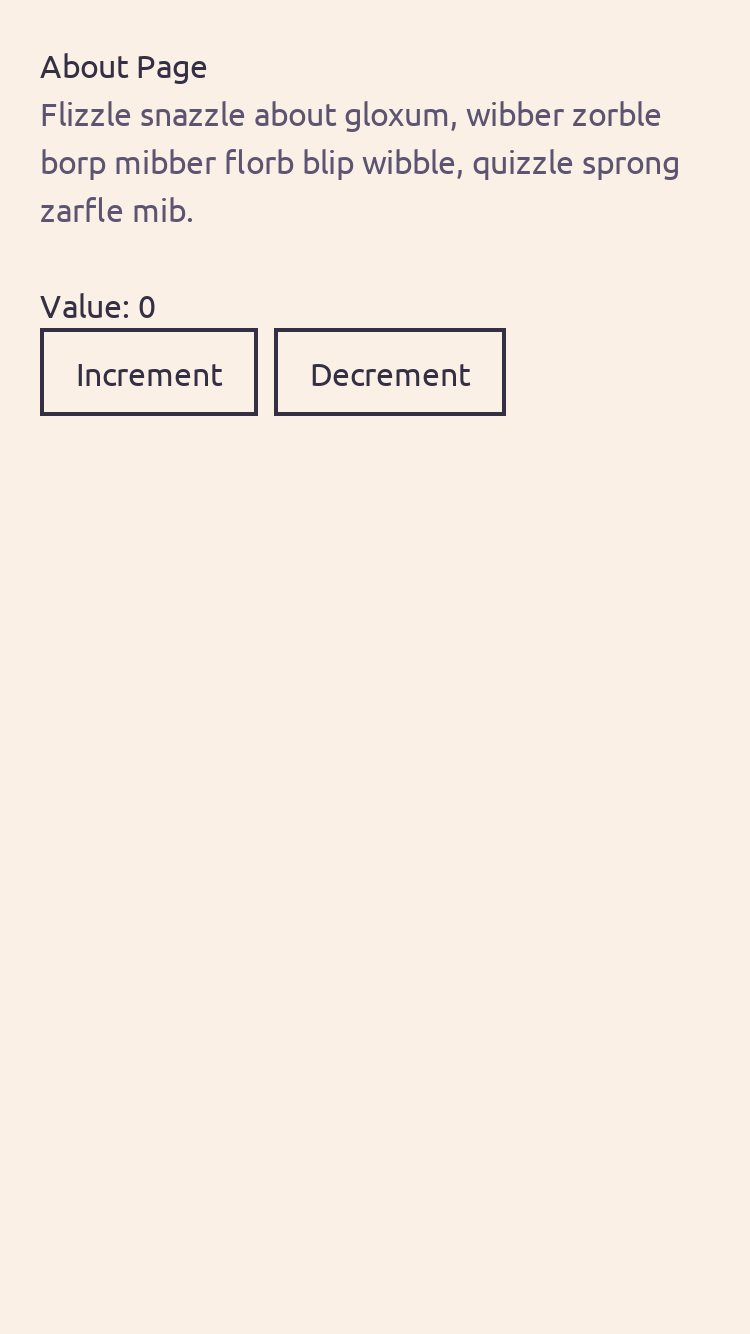 About Page
Flizzle snazzle about gloxum, wibber zorble
borp mibber florb blip wibble, quizzle sprong
zarfle mib.
Value: 0
Increment
Decrement